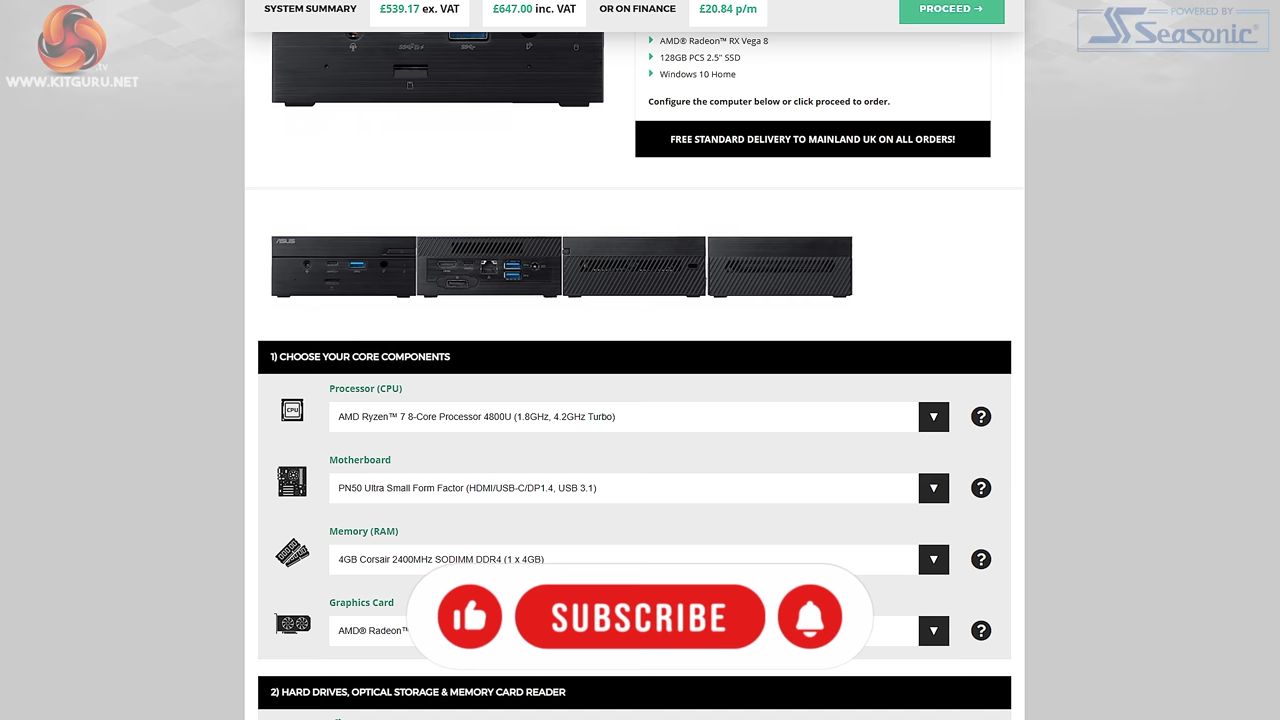 SYSTEM SUMMARY £539.17 ex. VAT £647.00 inc. VAT OR ON FINANCE £20.84 p/m PROCEED →
.tv
WWW.KITGURU.NET
POWERED BY
Seasonic
AMD® Radeon™ RX Vega 8
128GB PCS 2.5" SSD
Windows 10 Home
Configure the computer below or click proceed to order.
FREE STANDARD DELIVERY TO MAINLAND UK ON ALL ORDERS!
ASUS
1) CHOOSE YOUR CORE COMPONENTS
Processor (CPU)
CPU
AMD Ryzen™ 7 8-Core Processor 4800U (1.8GHz, 4.2GHz Turbo)
Motherboard
PN50 Ultra Small Form Factor (HDMI/USB-C/DP1.4, USB 3.1)
Memory (RAM)
4GB Corsair 2400MHz SODIMM DDR4 (1 x 4GB)
Graphics Card
AMD® Radeon™
SUBSCRIBE
2) HARD DRIVES, OPTICAL STORAGE & MEMORY CARD READER